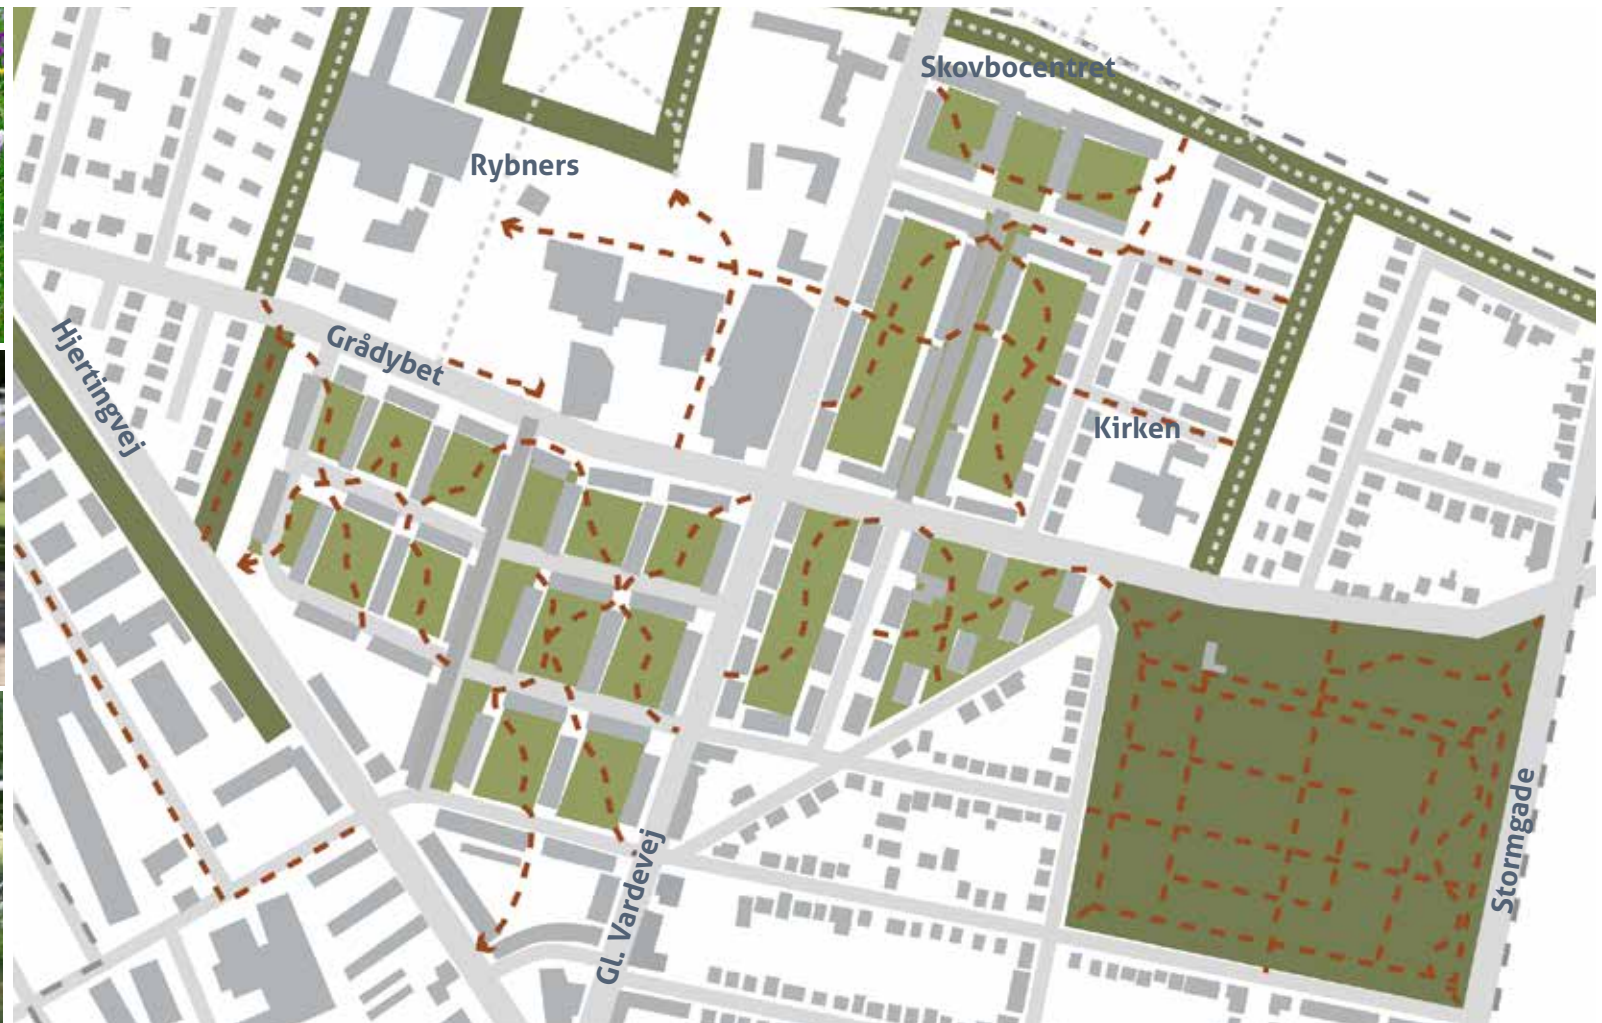 Skovbocentret
Rybners
Grådybet
Hjertingvej
Kirken
Stormgade
Gl. Vardevej